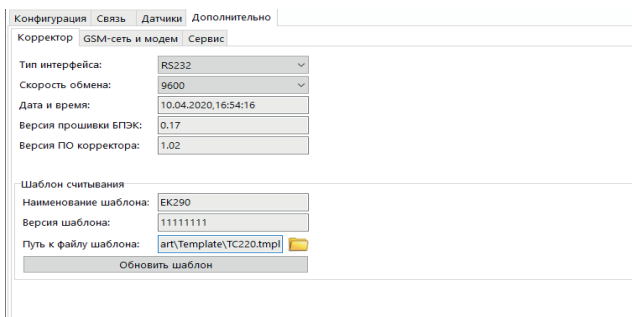 Конфигурация Связь Датчики Дополнительно
Корректор GSM-сеть и модем Сервис
Тип интерфейса: RS232
Скорость обмена: 9600
Дата и время: 10.04.2020,16:54:16
Версия прошивки БПЭК: 0.17
Версия ПО корректора: 1.02
Шаблон считывания
Наименование шаблона: EK290
Версия шаблона: 11111111
Путь к файлу шаблона: art\Template\TC220.tmpl
Обновить шаблон